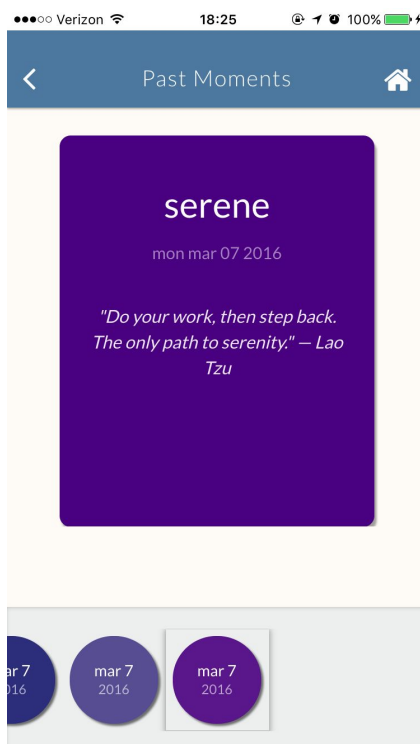 Verizon 18:25 100%
Past Moments
serene
mon mar 07 2016
"Do your work, then step back.
The only path to serenity." — Lao
Tzu
ar 7 mar 7 mar 7
016 2016 2016